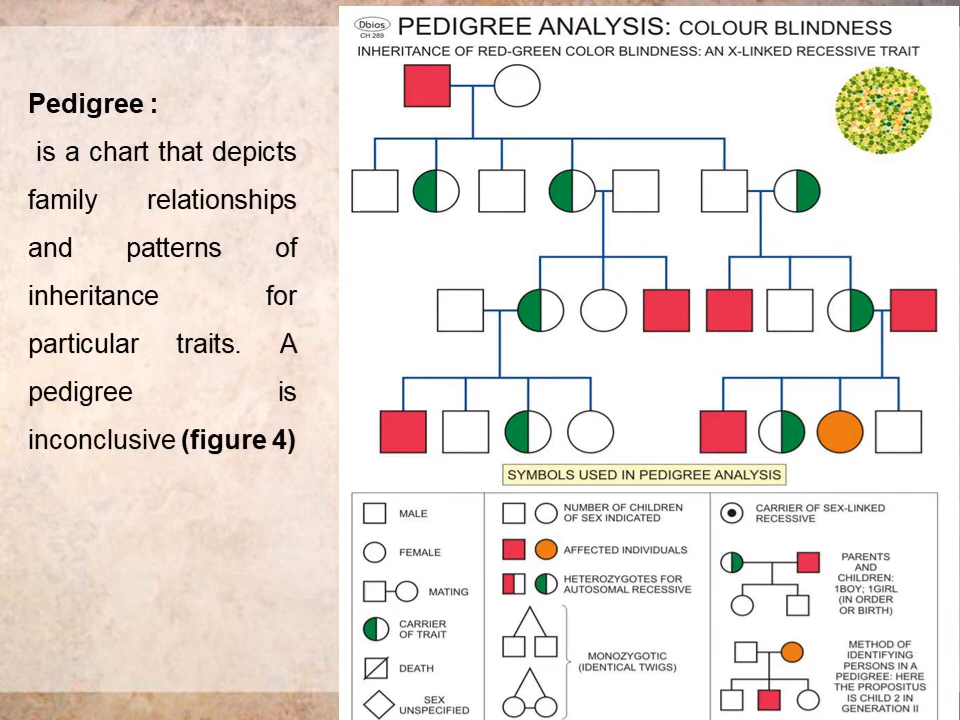 Pedigree :
is a chart that depicts
family relationships
and patterns of
inheritance for
particular traits. A
pedigree is
inconclusive (figure 4)
Dbios
CH 289
PEDIGREE ANALYSIS: COLOUR BLINDNESS
INHERITANCE OF RED-GREEN COLOR BLINDNESS: AN X-LINKED RECESSIVE TRAIT
SYMBOLS USED IN PEDIGREE ANALYSIS
MALE
FEMALE
MATING
CARRIER
OF TRAIT
DEATH
SEX
UNSPECIFIED
NUMBER OF CHILDREN
OF SEX INDICATED
AFFECTED INDIVIDUALS
HETEROZYGOTES FOR
AUTOSOMAL RECESSIVE
MONOZYGOTIC
(IDENTICAL TWIGS)
CARRIER OF SEX-LINKED
RECESSIVE
PARENTS
AND
CHILDREN:
1BOY; 1GIRL
(IN ORDER
OR BIRTH)
METHOD OF
IDENTIFYING
PERSONS IN A
PEDIGREE: HERE
THE PROPOSITUS
IS CHILD 2 IN
GENERATION II